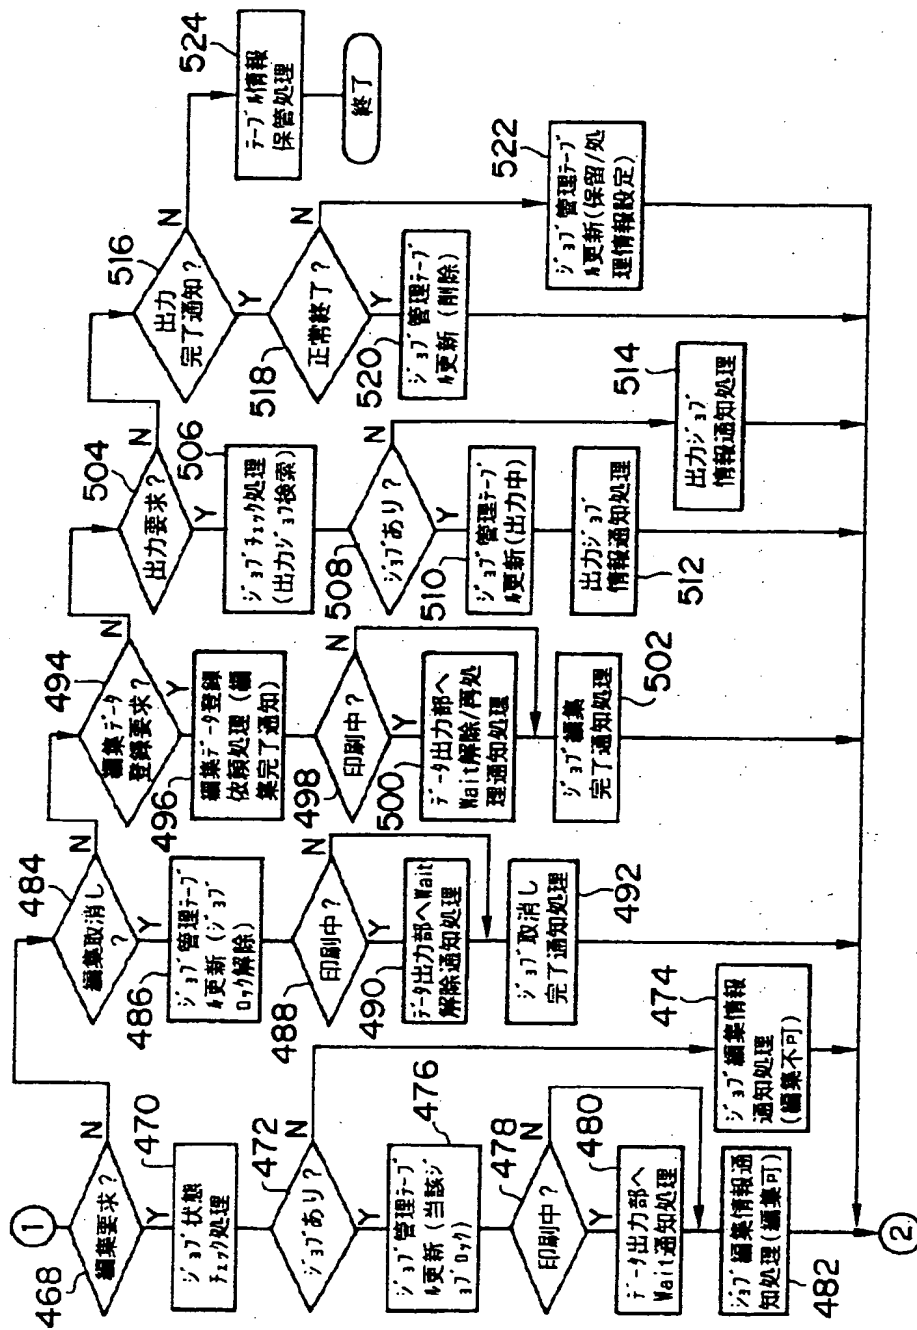 ①
468
編集要求?
Y
N
470
ジョブ状態
チェック処理
472
ジョブあり?
Y
N
474
ジョブ編集情報
通知処理
(編集不可)
476
ジョブ管理テーブ
ル更新(当該ジ
ョブロック)
478
印刷中?
Y
N
480
データ出力部へ
Wait通知処理
482
ジョブ編集情報通
知処理(編集可)
②
484
編集取消し
?
Y
N
486
ジョブ管理テーブ
ル更新(ジョブ
ロック解除)
488
印刷中?
Y
N
490
データ出力部へWait
解除通知処理
492
ジョブ取消し
完了通知処理
494
編集データ
登録要求?
Y
N
496
編集データ登録
依頼処理(編
集完了通知)
498
印刷中?
Y
N
500
データ出力部へ
Wait解除/再処
理通知処理
502
ジョブ編集
完了通知処理
504
出力要求?
Y
N
506
ジョブチェック処理
(出力ジョブ検索)
508
ジョブあり?
Y
N
510
ジョブ管理テーブ
ル更新(出力中)
512
出力ジョブ
情報通知処理
514
出力ジョブ
情報通知処理
516
出力
完了通知?
Y
N
518
正常終了?
Y
N
520
ジョブ管理テーブ
ル更新(削除)
522
ジョブ管理テーブ
ル更新(保留/処
理情報設定)
524
テーブル情報
保管処理
終了